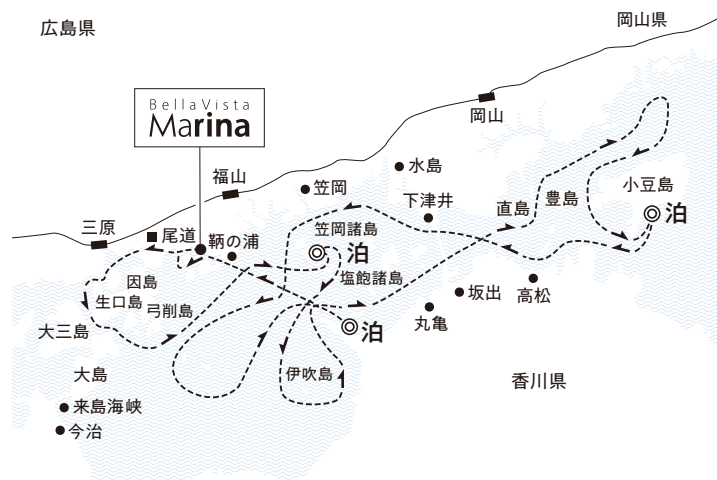 広島県
岡山県
BellaVista
Marina
岡山
水島
福山
笠岡
下津井
直島
豊島
小豆島
泊
三原
尾道
鞆の浦
笠岡諸島
泊
塩飽諸島
因島
生口島
弓削島
大三島
坂出
高松
丸亀
泊
大島
伊吹島
香川県
来島海峡
今治